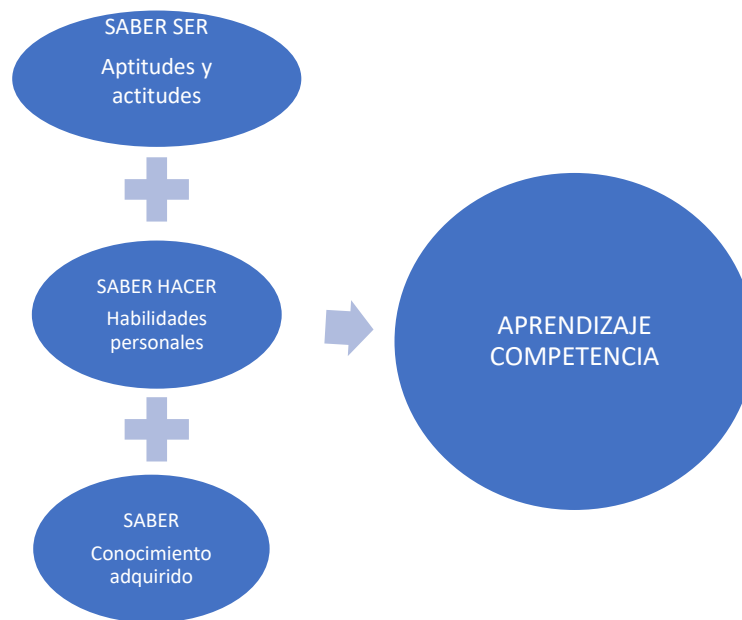 SABER SER
Aptitudes y
actitudes
SABER HACER
Habilidades
personales
SABER
Conocimiento
adquirido
APRENDIZAJE
COMPETENCIA